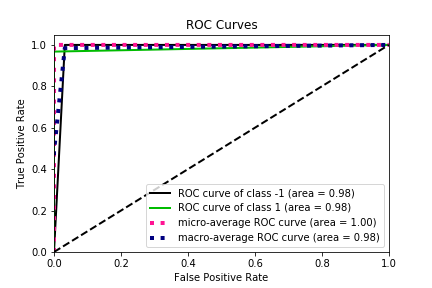 ROC Curves
True Positive Rate
1.0
0.8
0.6
0.4
0.2
0.0
ROC curve of class -1 (area = 0.98)
ROC curve of class 1 (area = 0.98)
micro-average ROC curve (area = 1.00)
macro-average ROC curve (area = 0.98)
0.0 0.2 0.4 0.6 0.8 1.0
False Positive Rate